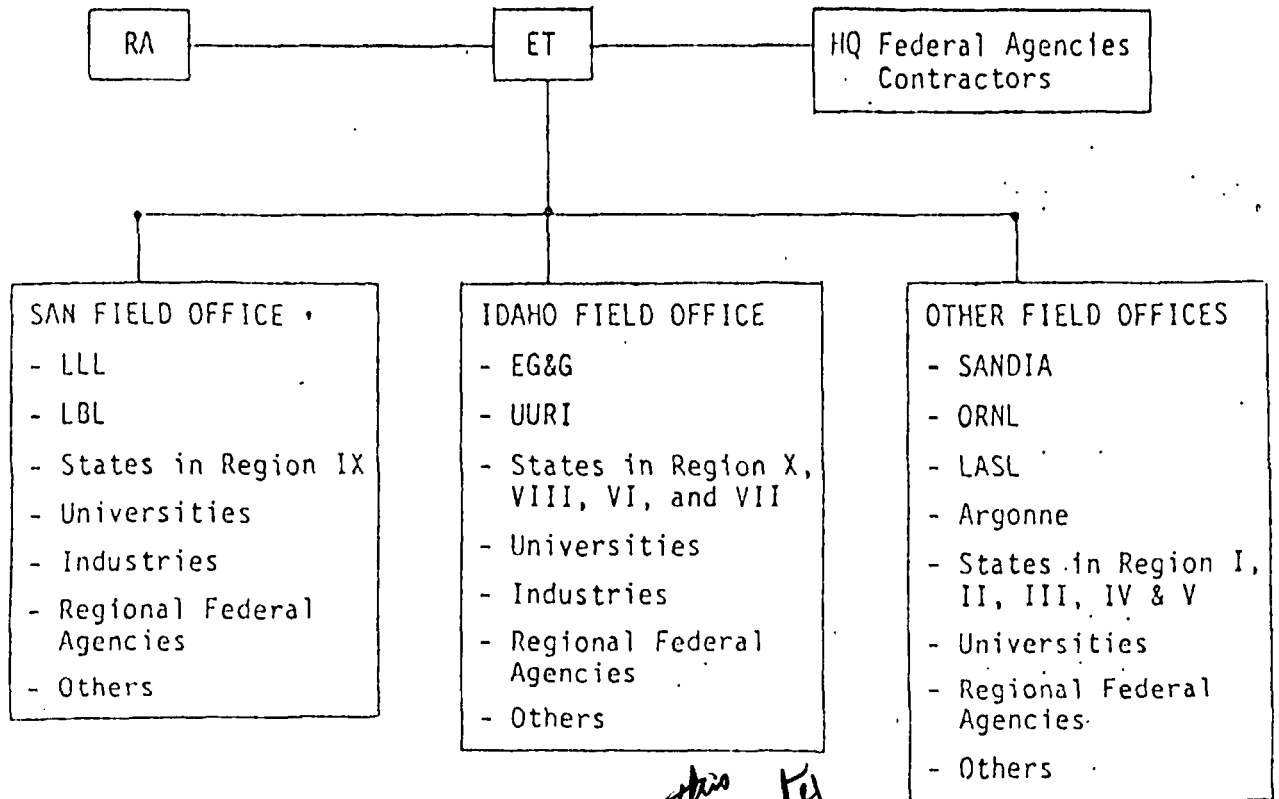 RA
ET
HQ Federal Agencies
Contractors
SAN FIELD OFFICE
- LLL
- LBL
- States in Region IX
- Universities
- Industries
- Regional Federal
Agencies
- Others
IDAHO FIELD OFFICE
- EG&G
- UURI
- States in Region X,
VIII, VI, and VII
- Universities
- Industries
- Regional Federal
Agencies
- Others
OTHER FIELD OFFICES
- SANDIA
- ORNL
- LASL
- Argonne
- States in Region I,
II, III, IV & V
- Universities
- Regional Federal
Agencies
- Others